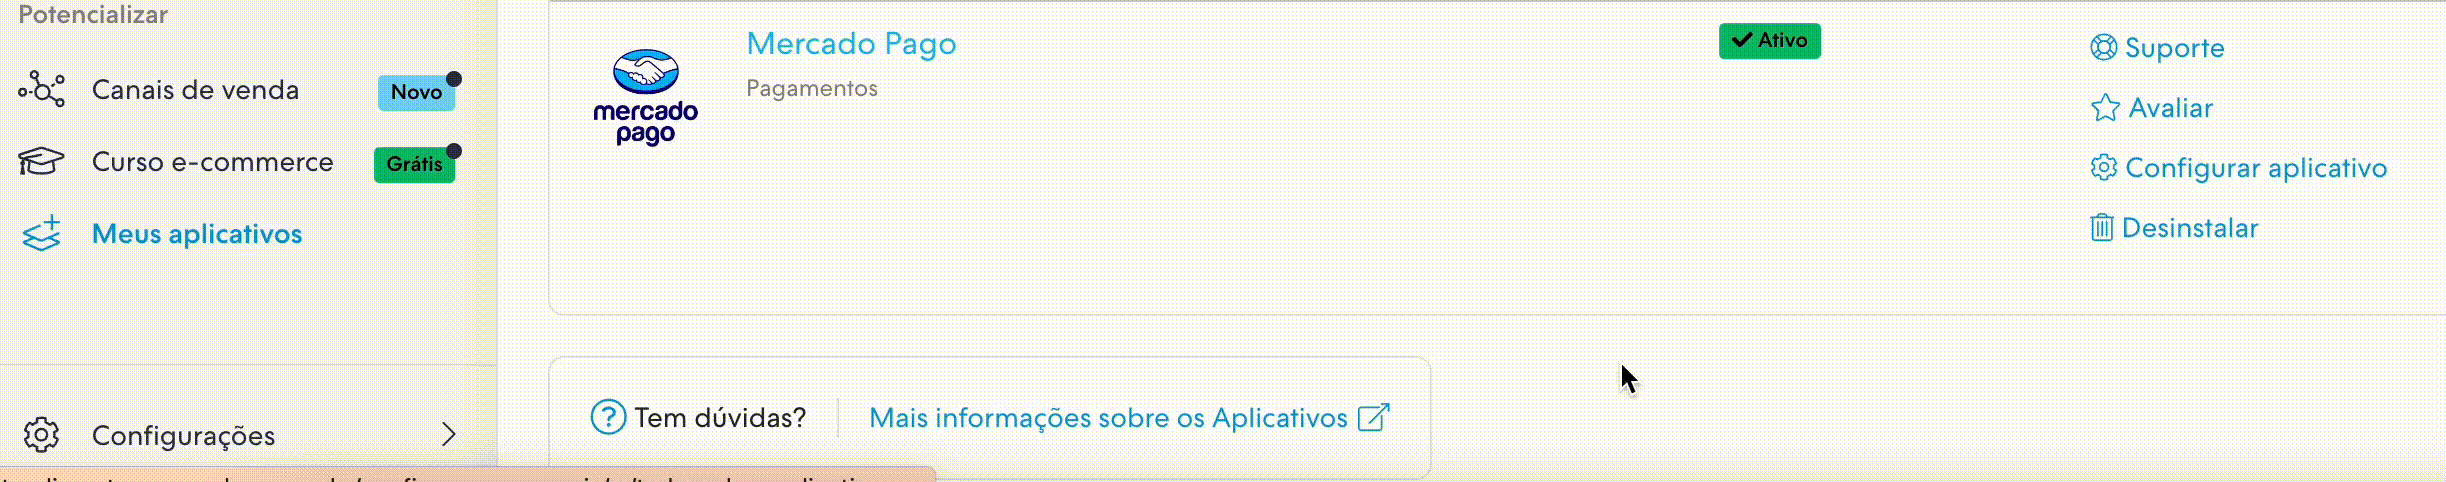 Potencializar
Canais de venda
Novo
Curso e-commerce
Grátis
Meus aplicativos
Configurações
mercado
pago
Mercado Pago
Pagamentos
Ativo
Suporte
Avaliar
Configurar aplicativo
Desinstalar
Tem dúvidas?
Mais informações sobre os Aplicativos